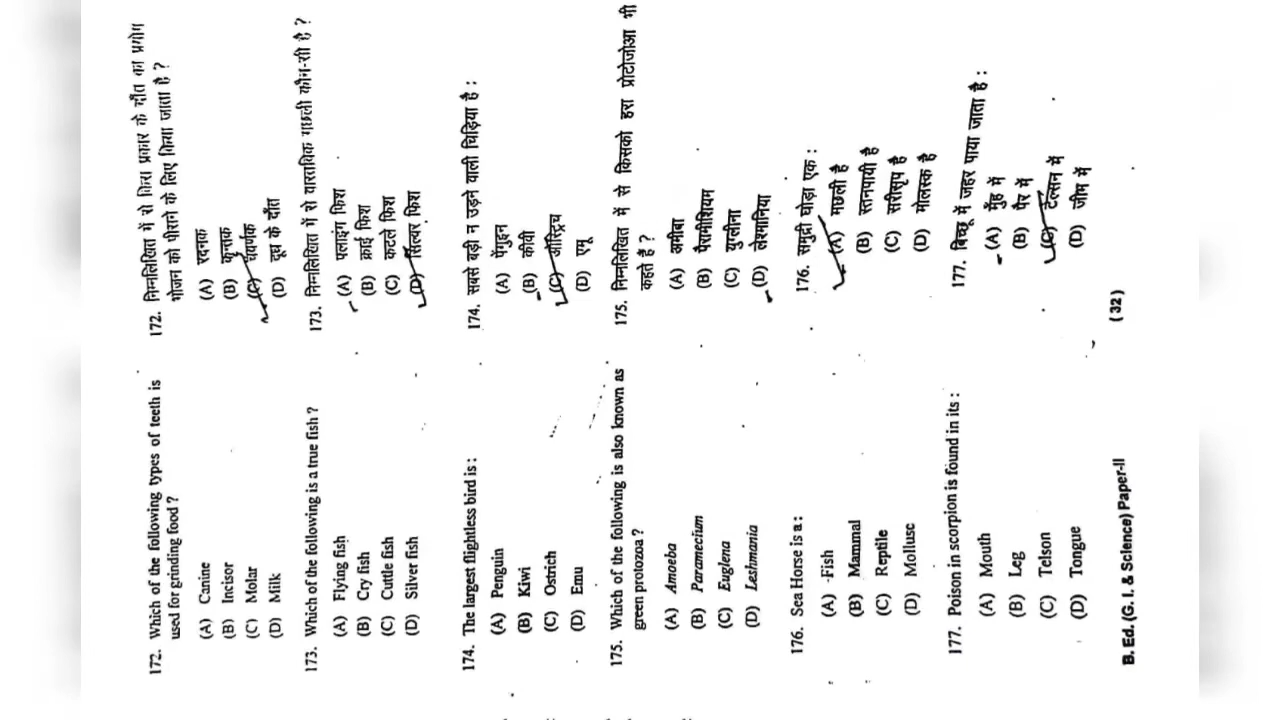 172. Which of the following types of teeth is
used for grinding food ?
(A) Canine
(B) Incisor
(C) Molar
(D) Milk
173. Which of the following is a true fish ?
(A) Flying fish
(B) Cry fish
(C) Cuttle fish
(D) Silver fish
174. The largest flightless bird is :
(A) Penguin
(B) Kiwi
(C) Ostrich
(D) Emu
175. Which of the following is also known as
green protozoa ?
(A) Amoeba
(B) Paramecium
(C) Euglena
(D) Leshmania
176. Sea Horse is a :
(A) Fish
(B) Mammal
(C) Reptile
(D) Mollusc
177. Poison in scorpion is found in its :
(A) Mouth
(B) Leg
(C) Telson
(D) Tongue
B. Ed. (G. I. & Science) Paper-II
172. निम्नलिखित में से किस प्रकार के दाँत का प्रयोग
भोजन को पीसने के लिए किया जाता है ?
(A) रदनक
(B) कृन्तक
(C) चवर्णक
(D) दूध के दाँत
173. निम्नलिखित में से वास्तविक मछली कौन-सी है ?
(A) फ्लाइंग फिश
(B) क्राई फिश
(C) कटले फिश
(D) सिल्वर फिश
174. सबसे बड़ी न उड़ने वाली चिड़िया है :
(A) पेंगुइन
(B) कीवी
(C) ऑस्ट्रिच
(D) एमू
175. निम्नलिखित में से किसको हरा प्रोटोजोआ भी
कहते हैं ?
(A) अमीबा
(B) पैरामीशियम
(C) युग्लीना
(D) लेश्मानिया
176. समुद्री घोड़ा एक :
(A) मछली है
(B) स्तनपायी है
(C) सरीसृप है
(D) मोलस्क है
177. बिच्छू में जहर पाया जाता है :
(A) मुँह में
(B) पैर में
(C) टेल्सन में
(D) जीभ में
( 32 )